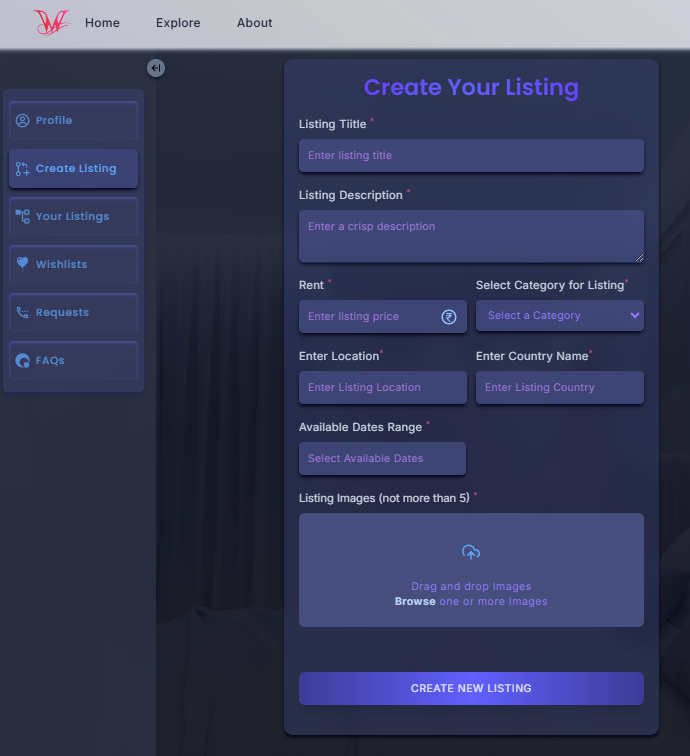 W
Home Explore About
Profile
Create Listing
Your Listings
Wishlists
Requests
FAQs
Create Your Listing
Listing Tiitle *
Enter listing title
Listing Description *
Enter a crisp description
Rent * Select Category for Listing*
Enter listing price ₹ Select a Category
Enter Location* Enter Country Name*
Enter Listing Location Enter Listing Country
Available Dates Range *
Select Available Dates
Listing Images (not more than 5) *
Drag and drop Images
Browse one or more Images
CREATE NEW LISTING